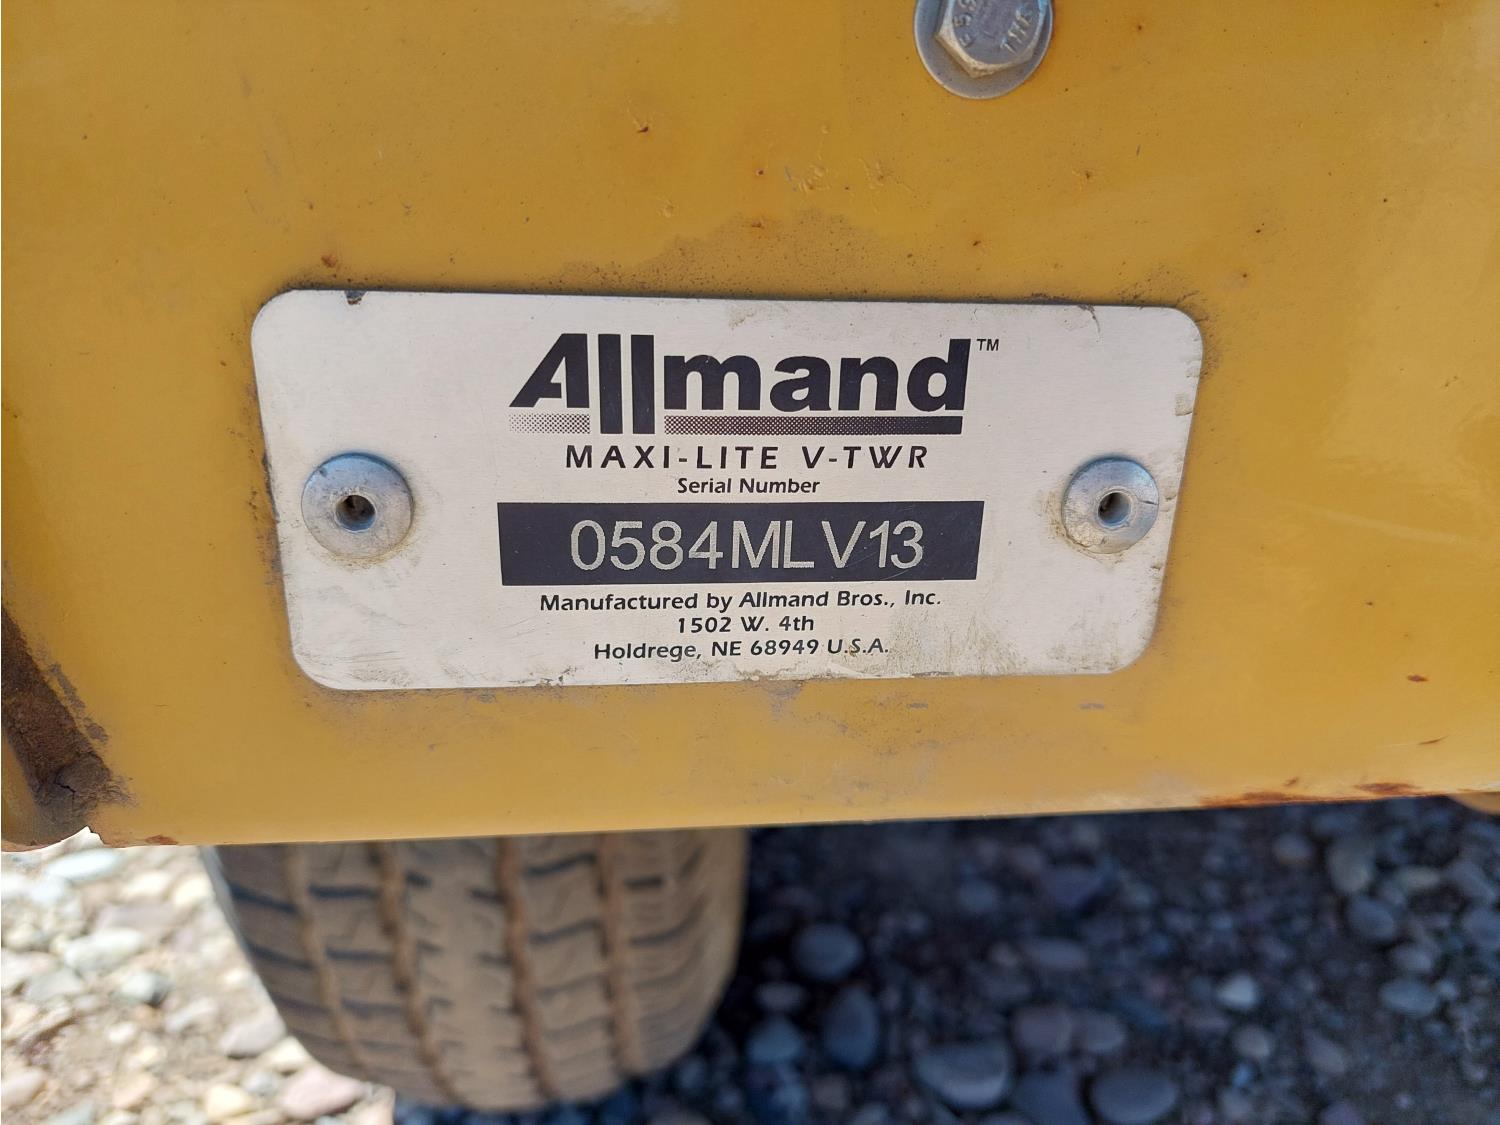 Allmand™
MAXI-LITE V-TWR
Serial Number
0584MLV13
Manufactured by Allmand Bros., Inc.
1502 W. 4th
Holdrege, NE 68949 U.S.A.